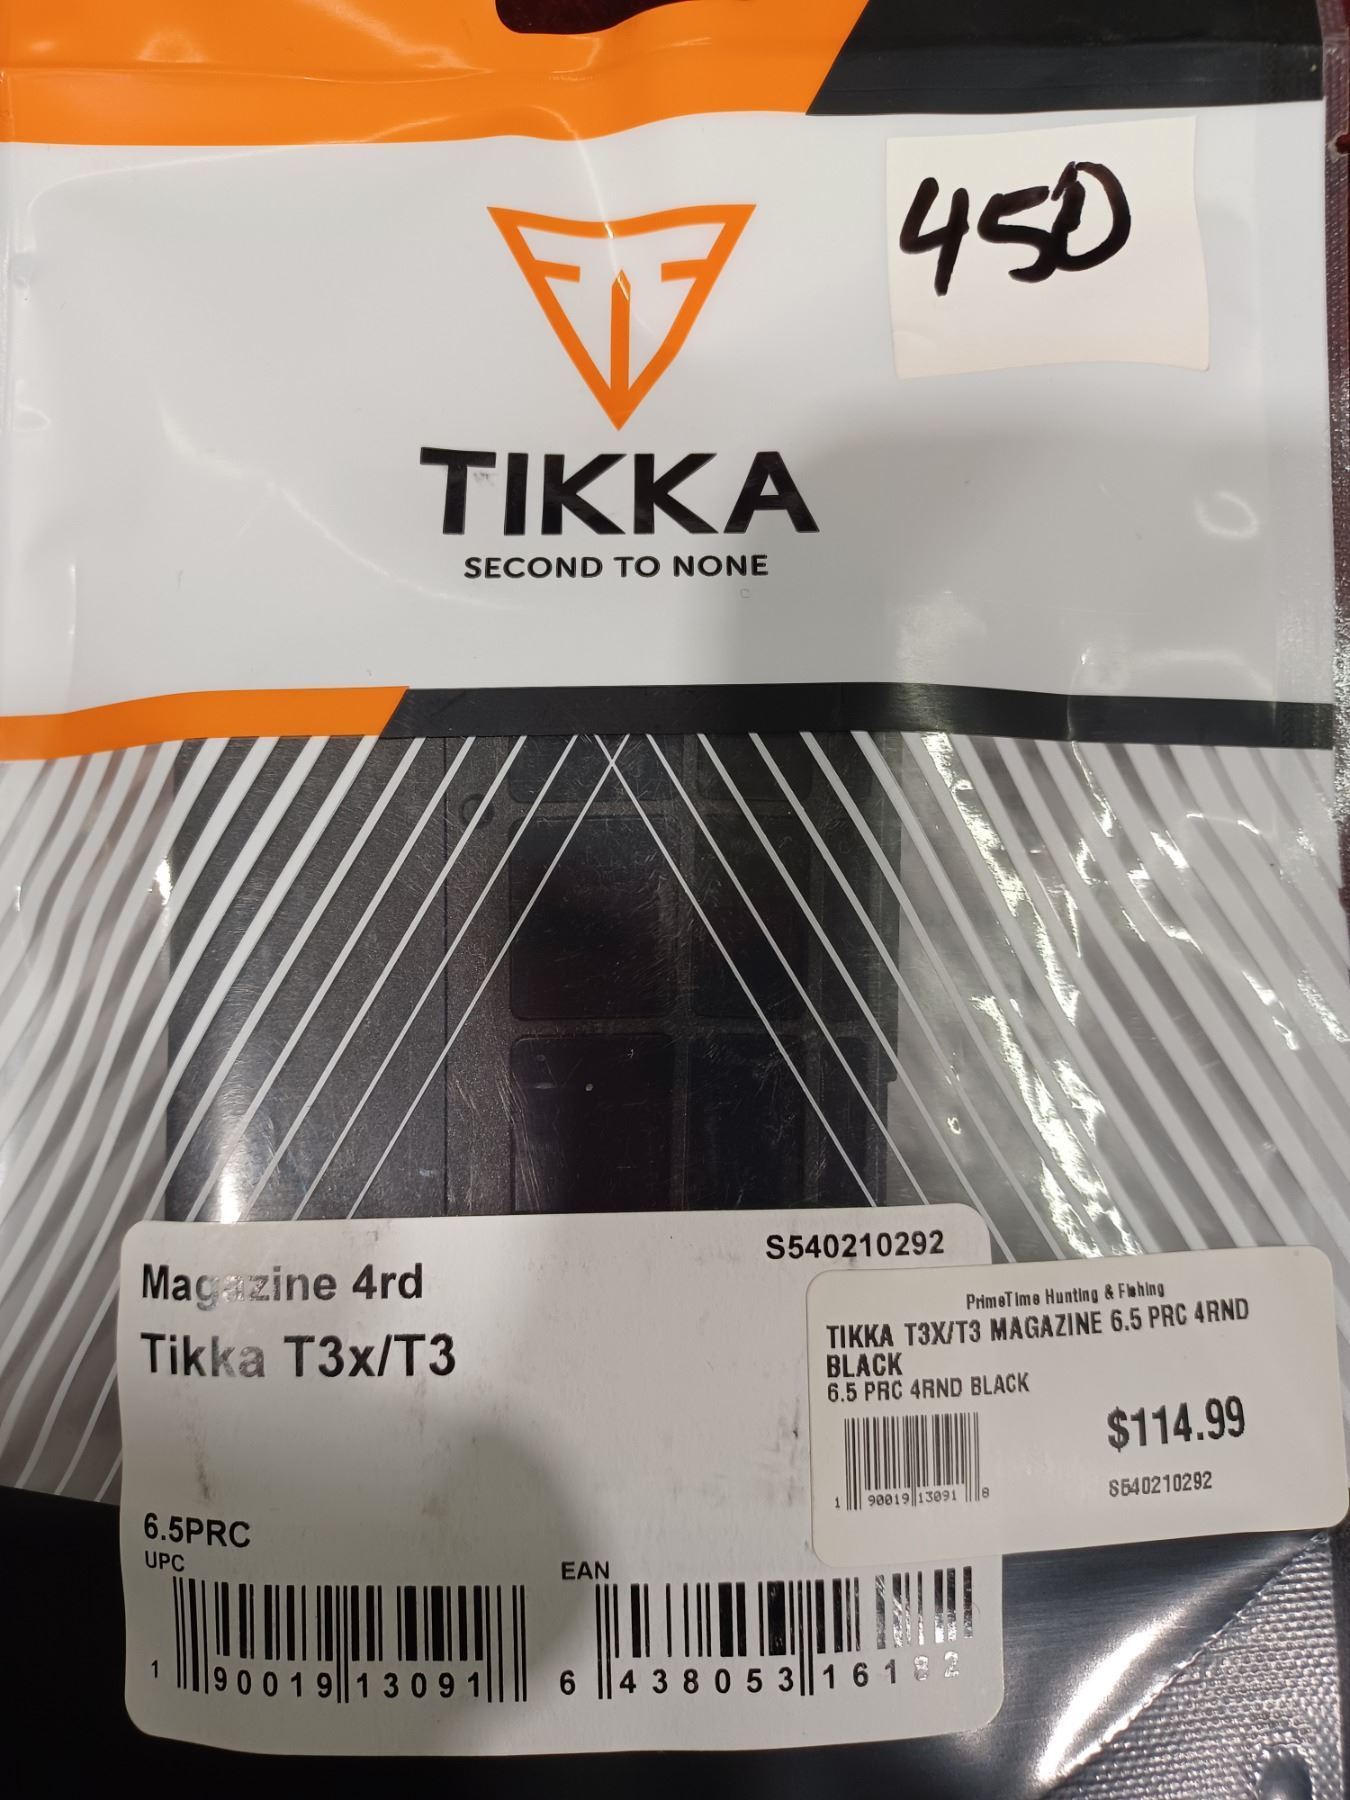 450
TIKKA
SECOND TO NONE
Magazine 4rd
S540210292
Tikka T3x/T3
6.5PRC
UPC
1 90019 13091
EAN
6 438053 161182
PrimeTime Hunting & Fishing
TIKKA T3X/T3 MAGAZINE 6.5 PRC 4RND
BLACK
6.5 PRC 4RND BLACK
$114.99
1 90019 13091 8
S540210292